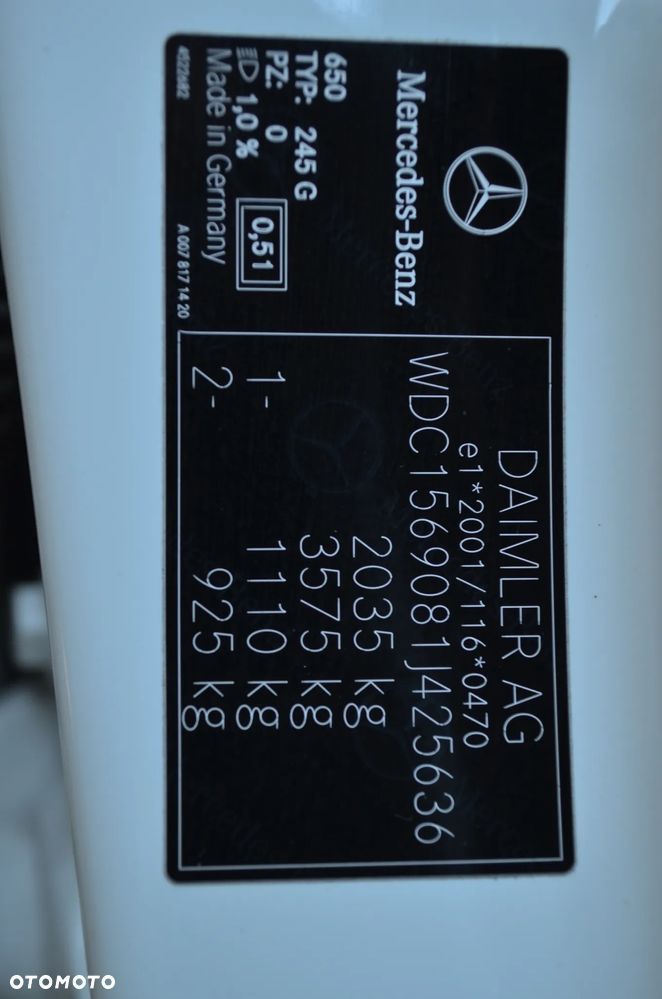 Mercedes-Benz
650
TYP: 245 G
PZ: 0
1,0 %
0,51
Made in Germany
4522682
A 007 817 14 20
DAIMLER AG
e1*2001/116*0470
WDC1569081J425636
2035 kg
3575 kg
1- 1110 kg
2- 925 kg
OTOMOTO